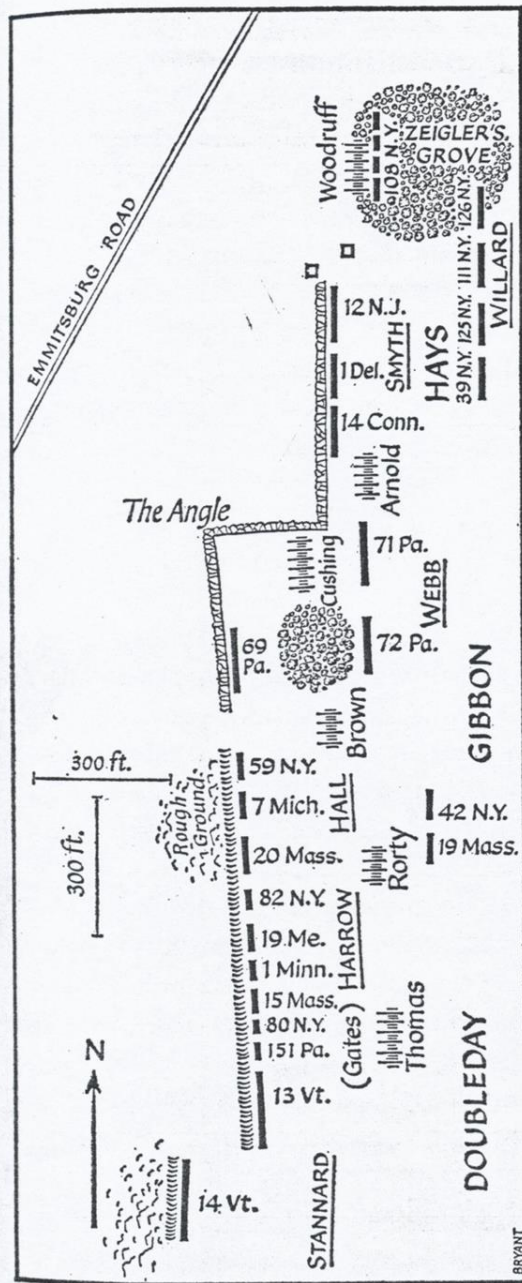 EMMITSBURG ROAD
Woodruff
108 N.Y.
ZEIGLER'S
GROVE
126 N.Y.
111 N.Y.
125 N.Y.
39 N.Y.
WILLARD
12 N.J.
1 Del.
14 Conn.
SMYTH
HAYS
Arnold
The Angle
Cushing
71 Pa.
WEBB
69
Pa.
72 Pa.
Brown
GIBBON
300 ft.
300 ft.
Rough
Ground
59 N.Y.
7 Mich.
20 Mass.
HALL
42 N.Y.
19 Mass.
Rorty
82 N.Y.
19 Me.
1 Minn.
HARROW
15 Mass.
80 N.Y.
151 Pa.
(Gates)
Thomas
13 Vt.
DOUBLEDAY
N
14 Vt.
STANNARD
BRYANT